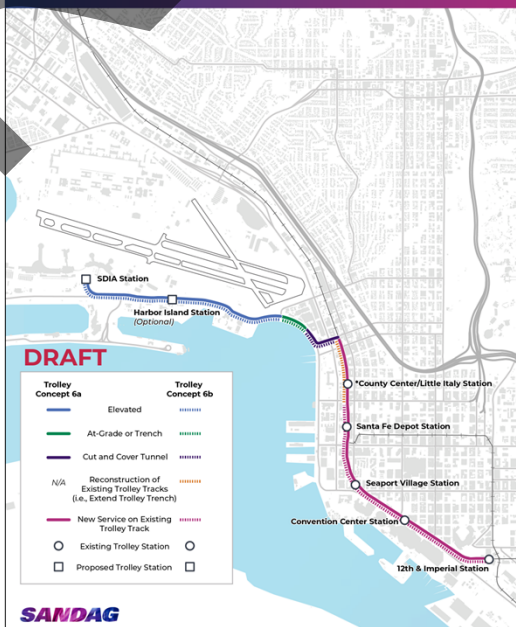 SDIA Station
Harbor Island Station
(Optional)
DRAFT
Trolley
Concept 6a
Trolley
Concept 6b
Elevated
At-Grade or Trench
Cut and Cover Tunnel
N/A
Reconstruction of
Existing Trolley Tracks
(i.e., Extend Trolley Trench)
New Service on Existing
Trolley Track
Existing Trolley Station
Proposed Trolley Station
*County Center/Little Italy Station
Santa Fe Depot Station
Seaport Village Station
Convention Center Station
12th & Imperial Station
SANDAG